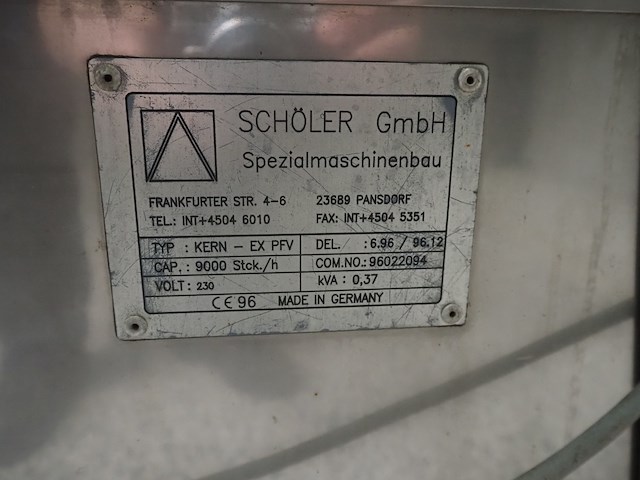 SCHÖLER GmbH
Spezialmaschinenbau
FRANKFURTER STR. 4-6 23689 PANSDORF
TEL.: INT+4504 6010 FAX: INT+4504 5351
TYP : KERN - EX PFV DEL. : 6.96 / 96.12
CAP. : 9000 Stck./h COM.NO.: 96022094
VOLT : 230 kVA : 0,37
CE 96 MADE IN GERMANY